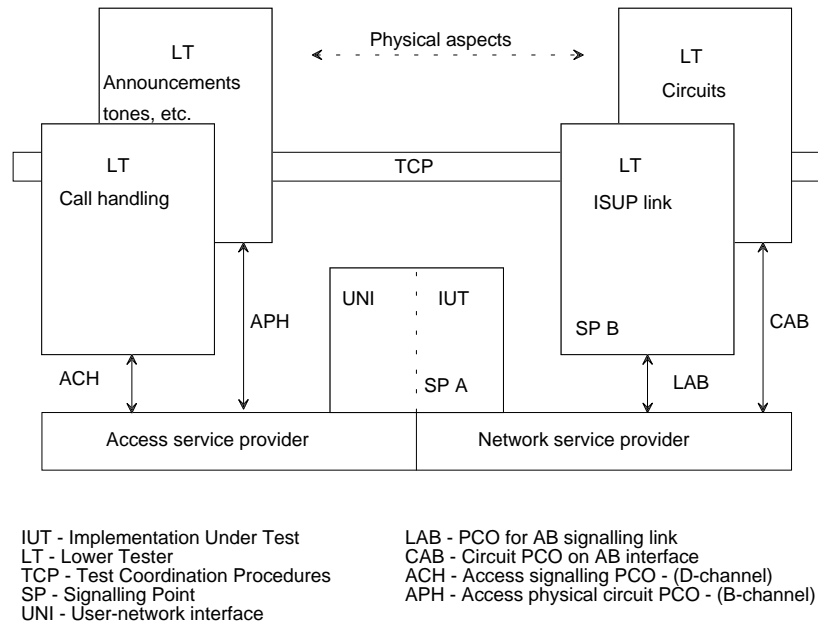 LT
Announcements
tones, etc.
Physical aspects
LT
Circuits
LT
Call handling
TCP
LT
ISUP link
UNI
IUT
APH
SP B
CAB
ACH
SP A
LAB
Access service provider
Network service provider
IUT - Implementation Under Test
LT - Lower Tester
TCP - Test Coordination Procedures
SP - Signalling Point
UNI - User-network interface
LAB - PCO for AB signalling link
CAB - Circuit PCO on AB interface
ACH - Access signalling PCO - (D-channel)
APH - Access physical circuit PCO - (B-channel)